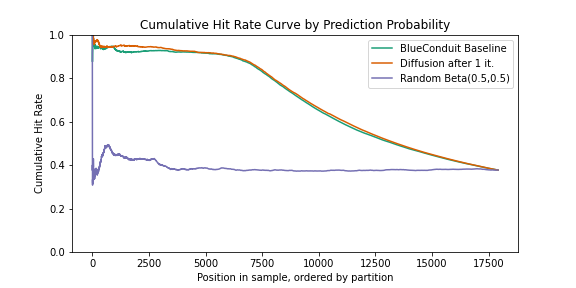 Cumulative Hit Rate Curve by Prediction Probability
BlueConduit Baseline
Diffusion after 1 it.
Random Beta(0.5,0.5)
Cumulative Hit Rate
1.0
0.8
0.6
0.4
0.2
0.0
0 2500 5000 7500 10000 12500 15000 17500
Position in sample, ordered by partition